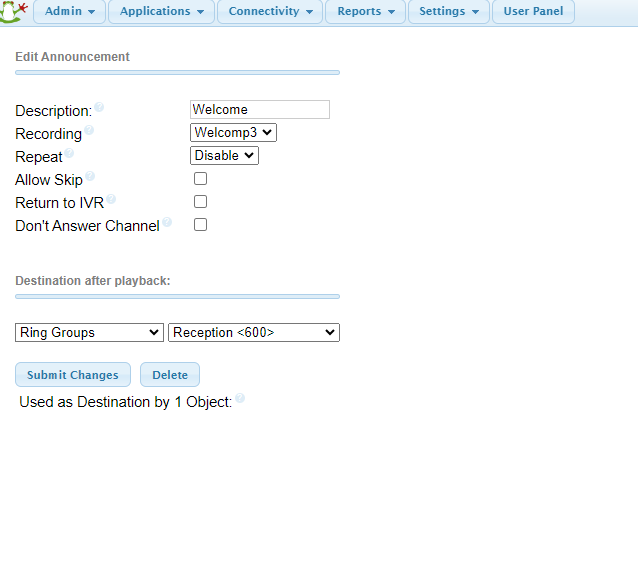 Admin Applications Connectivity Reports Settings User Panel
Edit Announcement
Description: Welcome
Recording Welcomp3
Repeat Disable
Allow Skip
Return to IVR
Don't Answer Channel
Destination after playback:
Ring Groups Reception <600>
Submit Changes Delete
Used as Destination by 1 Object: